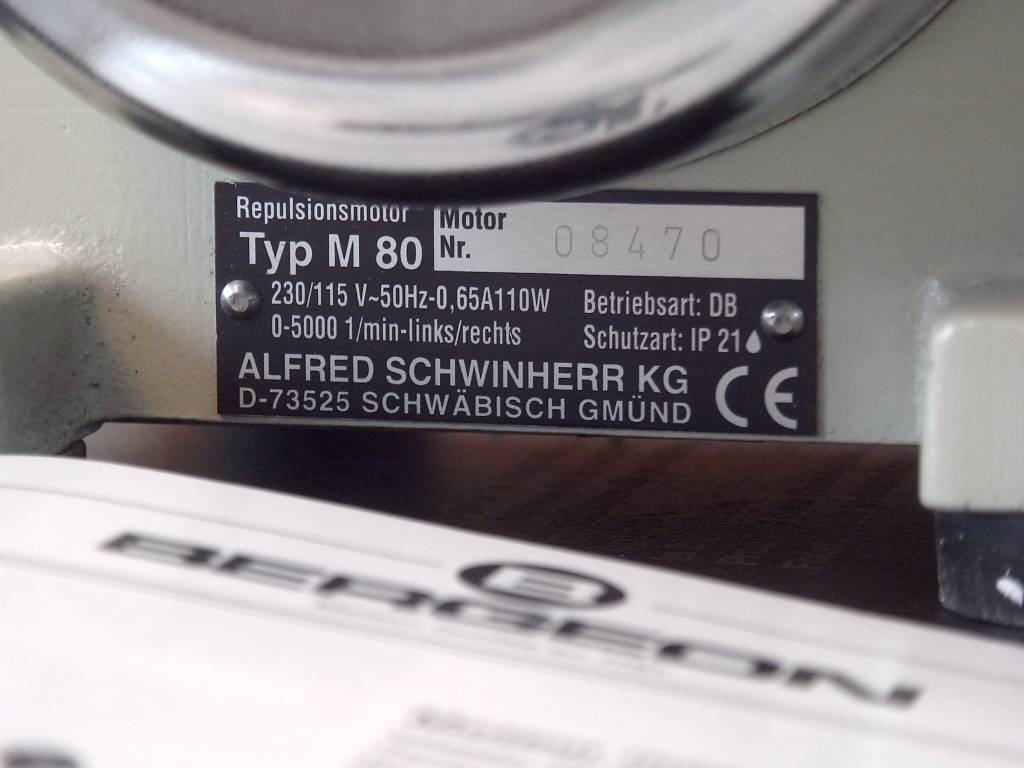 Repulsionsmotor
Typ M 80
Motor
Nr. 08470
230/115 V~50Hz-0,65A110W
0-5000 1/min-links/rechts
Betriebsart: DB
Schutzart: IP 21
ALFRED SCHWINHERR KG
D-73525 SCHWÄBISCH GMÜND
CE
BERGEON